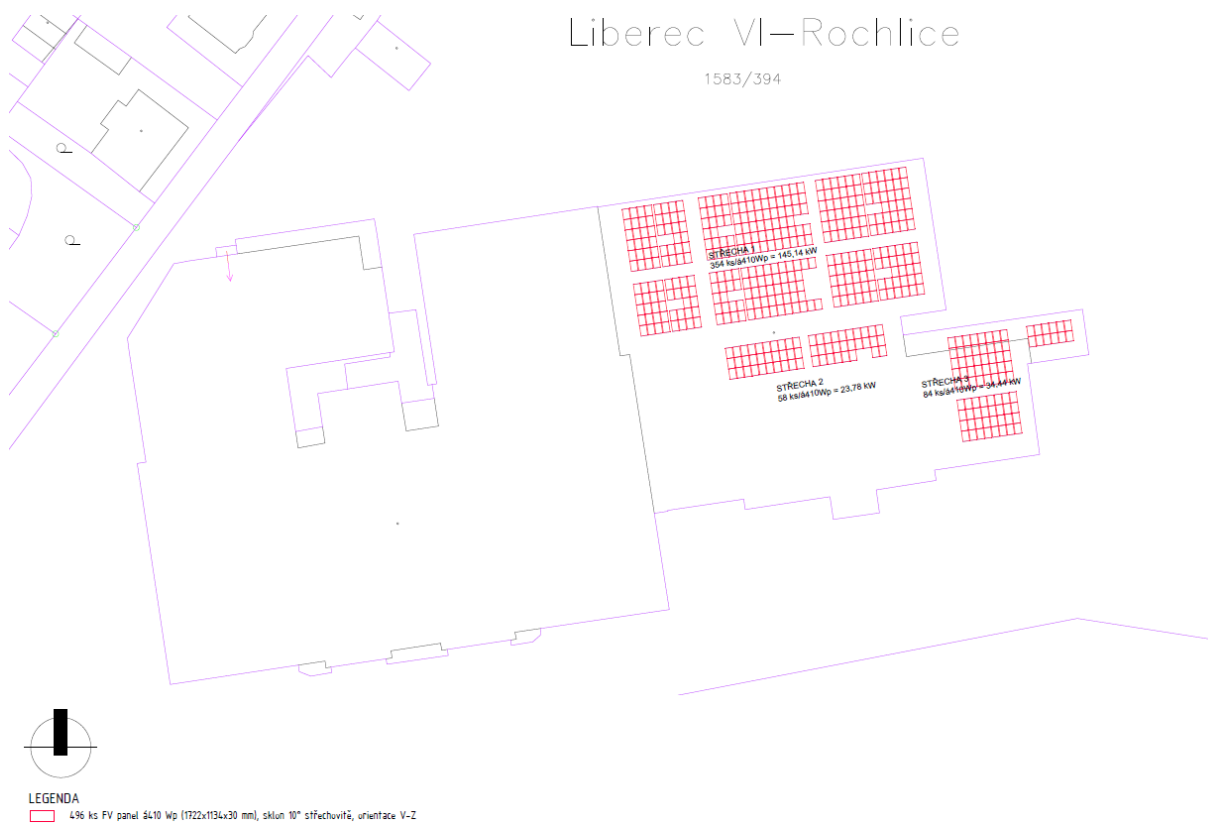 Liberec VI-Rochlice
1583/394
STŘECHA 1
354 ks/á410Wp = 145,14 kW
STŘECHA 2
58 ks/á410Wp = 23,78 kW
STŘECHA 3
84 ks/á410Wp = 34,44 kW
LEGENDA
496 ks FV panel á410 Wp (1722x1134x30 mm), sklon 10° střechovitě, orientace V-Z